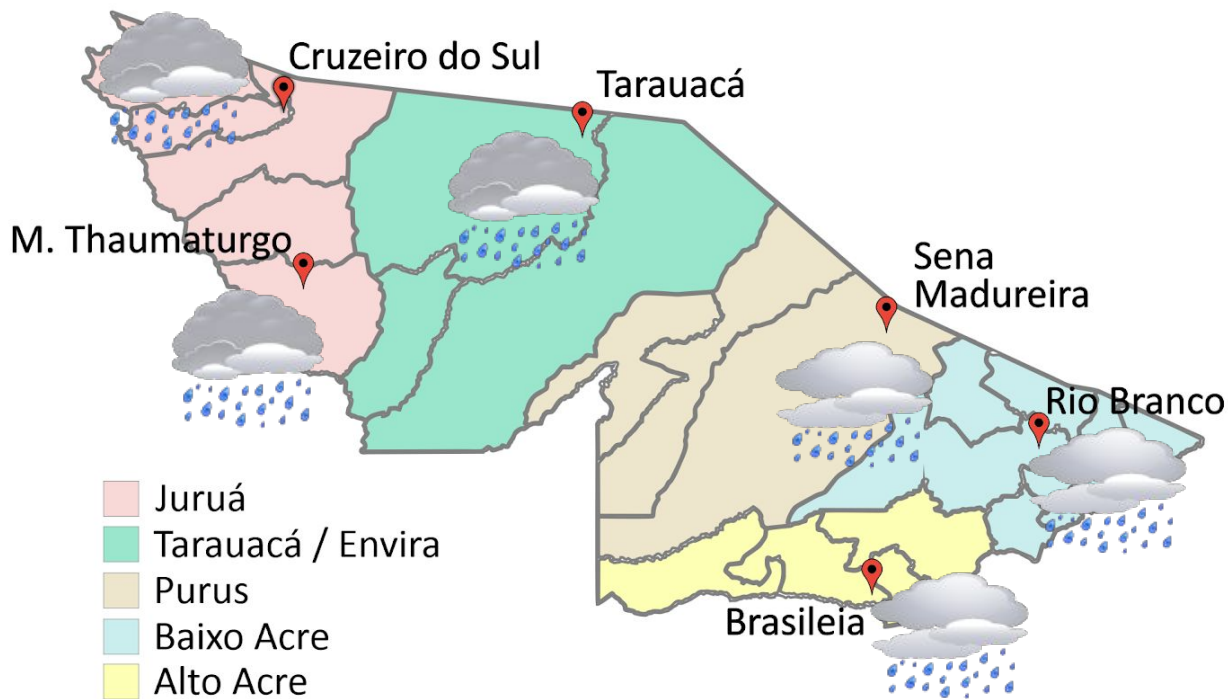 Cruzeiro do Sul
Tarauacá
M. Thaumaturgo
Sena
Madureira
Rio Branco
Brasileia
Juruá
Tarauacá / Envira
Purus
Baixo Acre
Alto Acre